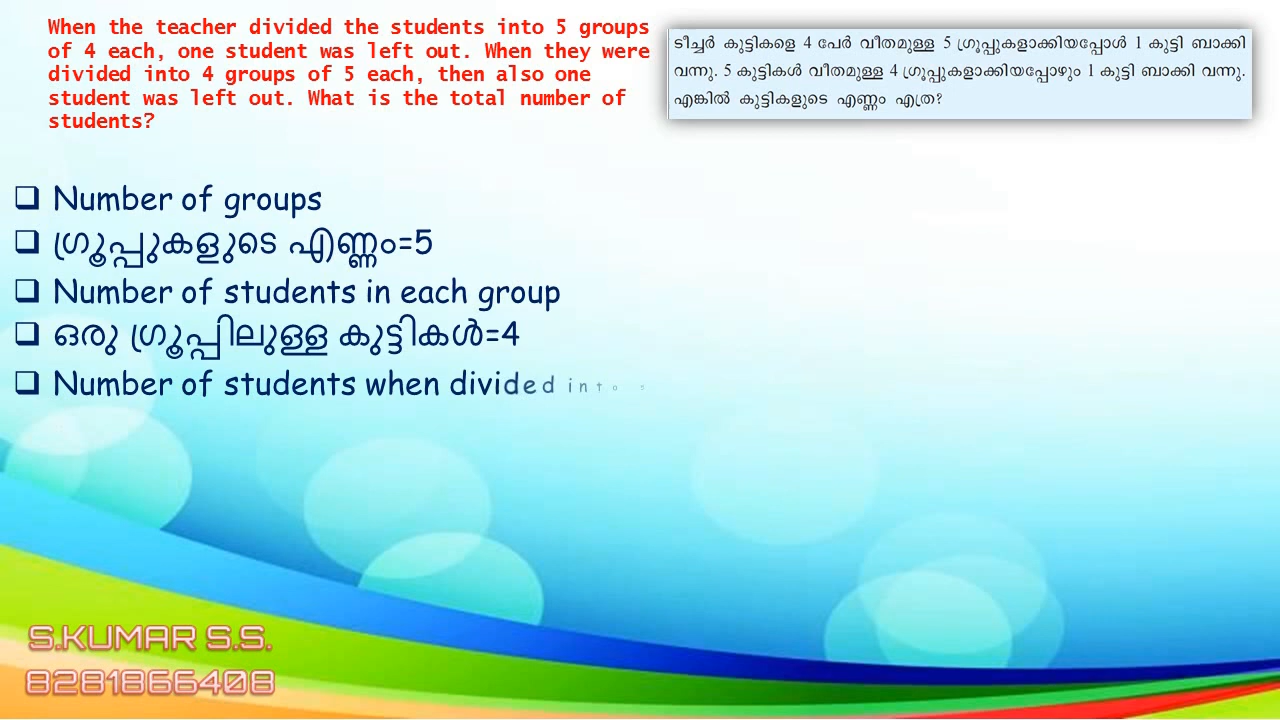 When the teacher divided the students into 5 groups
of 4 each, one student was left out. When they were
divided into 4 groups of 5 each, then also one
student was left out. What is the total number of
students?
ടീച്ചർ കുട്ടികളെ 4 പേർ വീതമുള്ള 5 ഗ്രൂപ്പുകളാക്കിയപ്പോൾ 1 കുട്ടി ബാക്കി
വന്നു. 5 കുട്ടികൾ വീതമുള്ള 4 ഗ്രൂപ്പുകളാക്കിയപ്പോഴും 1 കുട്ടി ബാക്കി വന്നു.
എങ്കിൽ കുട്ടികളുടെ എണ്ണം എത്ര?
❑ Number of groups
❑ ഗ്രൂപ്പുകളുടെ എണ്ണം=5
❑ Number of students in each group
❑ ഒരു ഗ്രൂപ്പിലുള്ള കുട്ടികൾ=4
❑ Number of students when divided into
S.KUMAR S.S.
8281866408